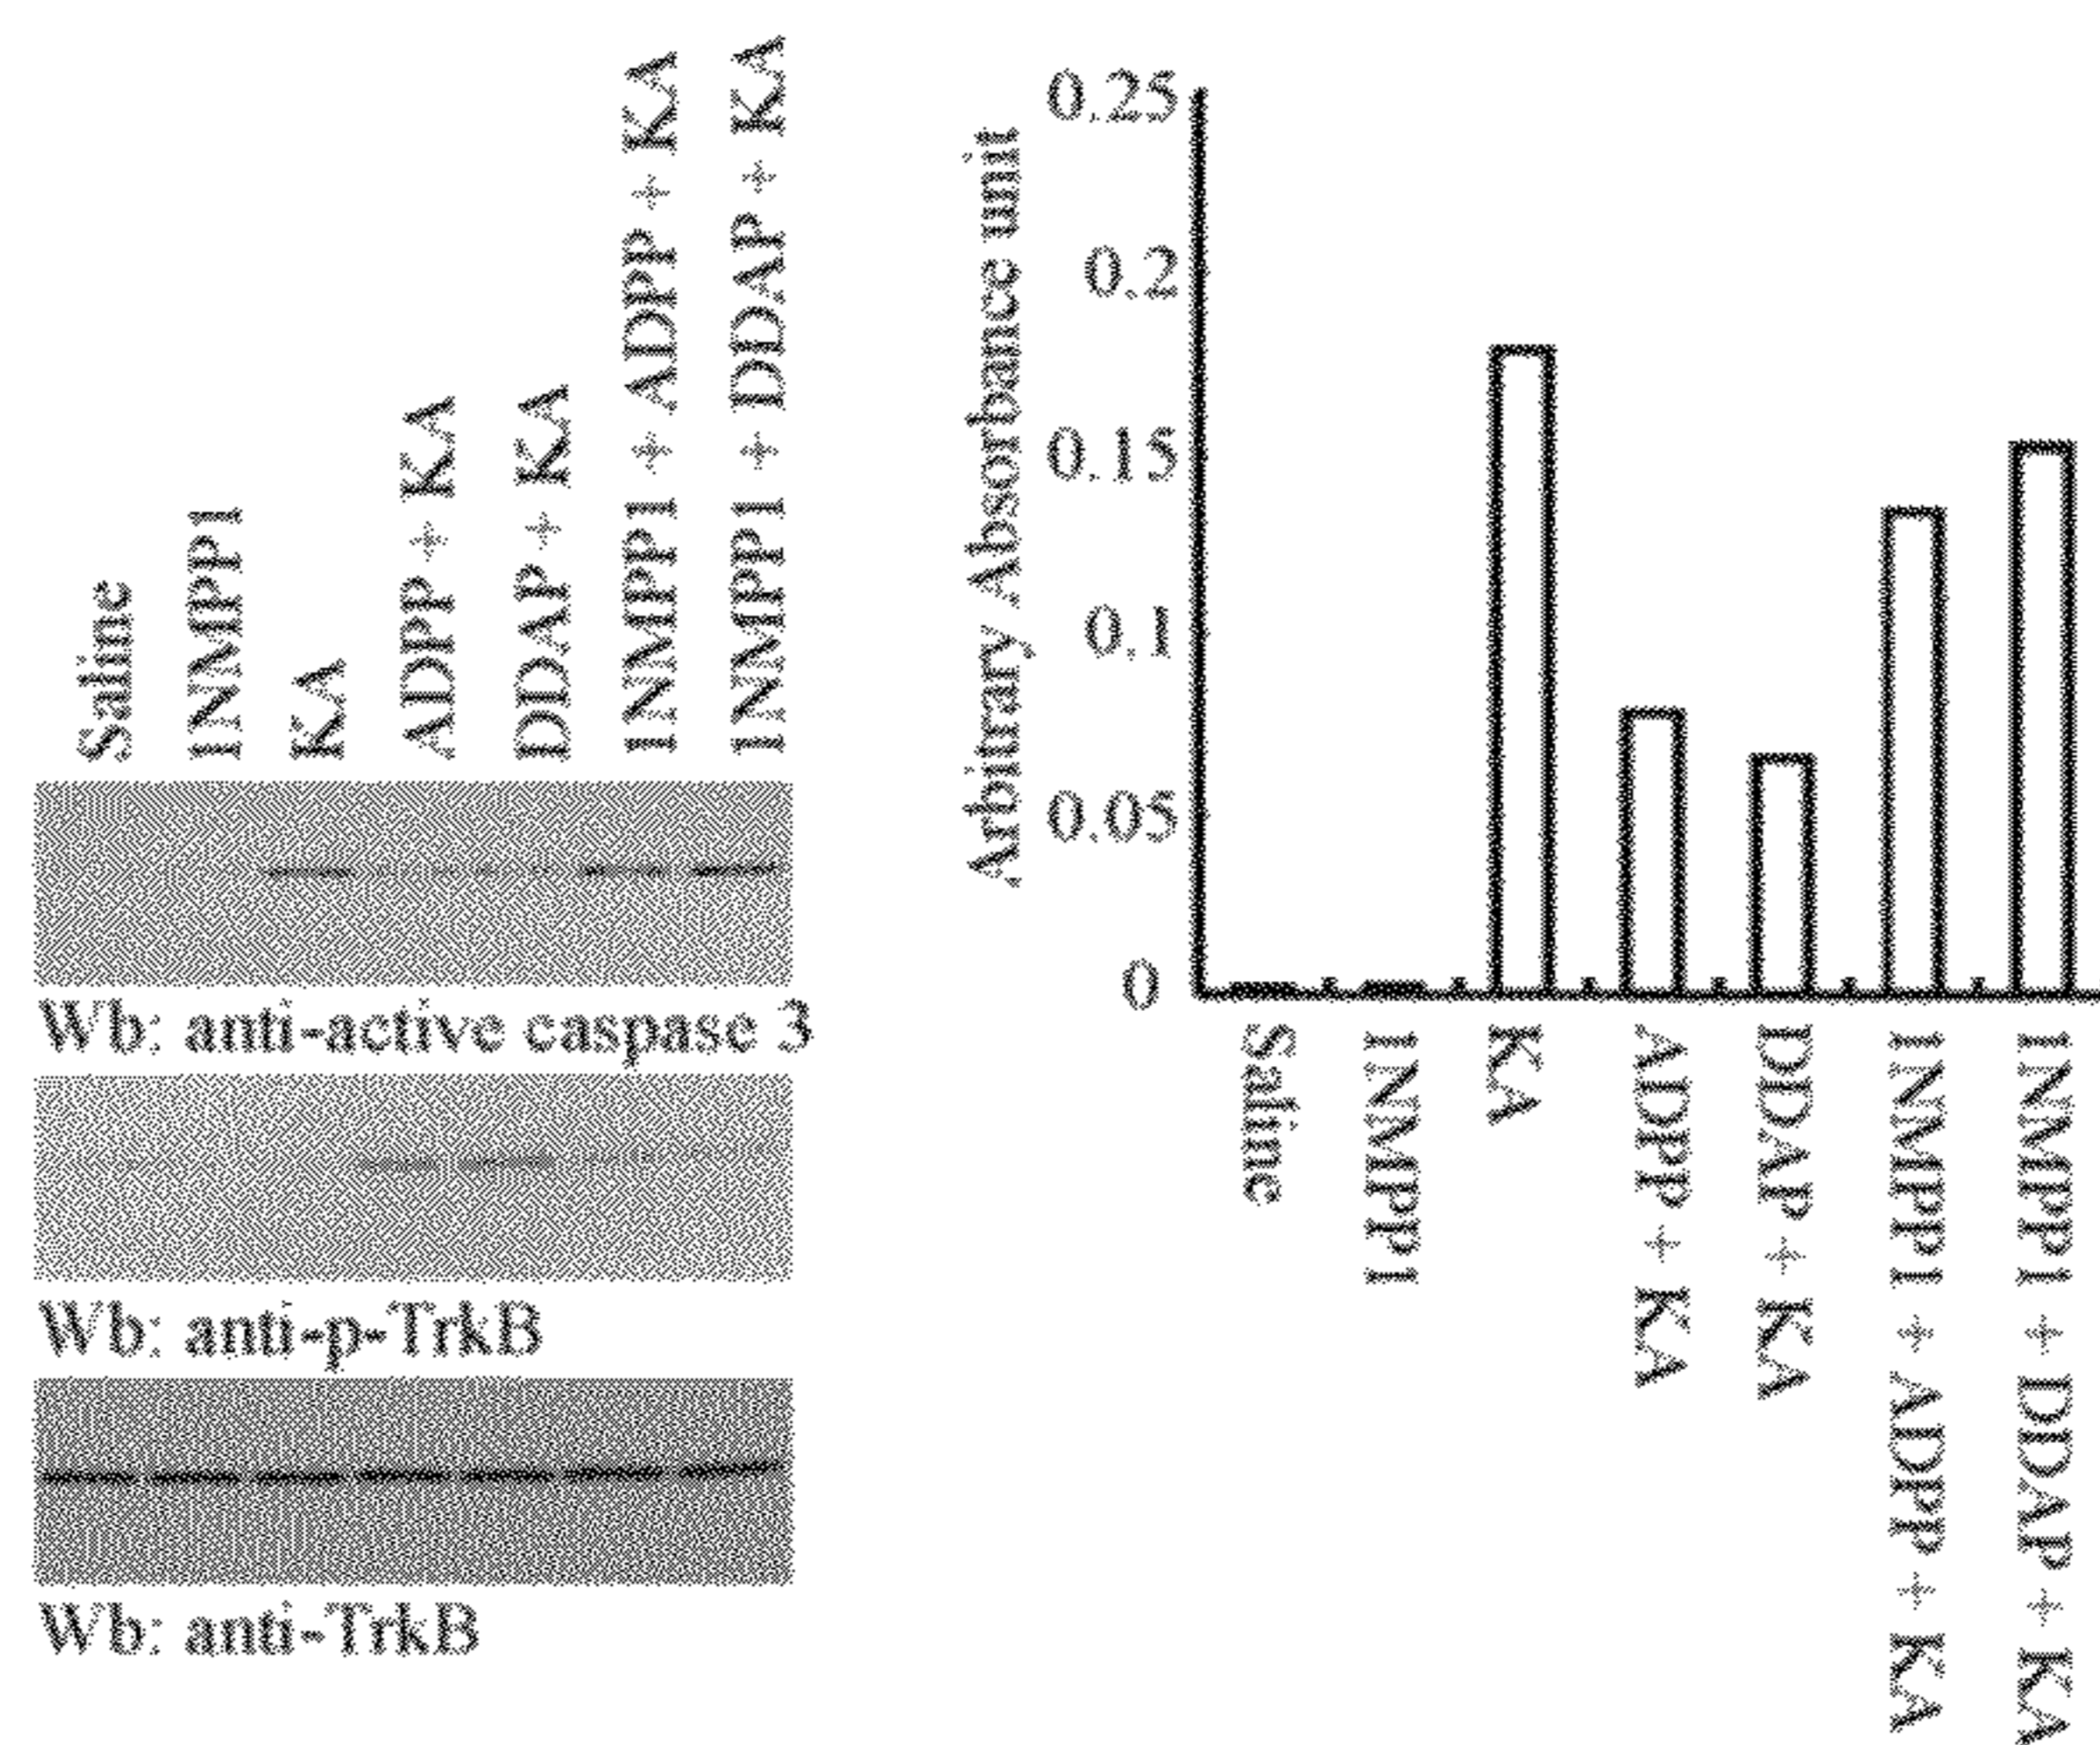 Saline
1NMPP1
KA
ADPP + KA
DDAP + KA
1NMPP1 + ADPP + KA
1NMPP1 + DDAP + KA
Wb: anti-active caspase 3
Wb: anti-p-TrkB
Wb: anti-TrkB
Arbitrary Absorbance unit
0.25
0.2
0.15
0.1
0.05
0
Saline
1NMPP1
KA
ADPP + KA
DDAP + KA
1NMPP1 + ADPP + KA
1NMPP1 + DDAP + KA